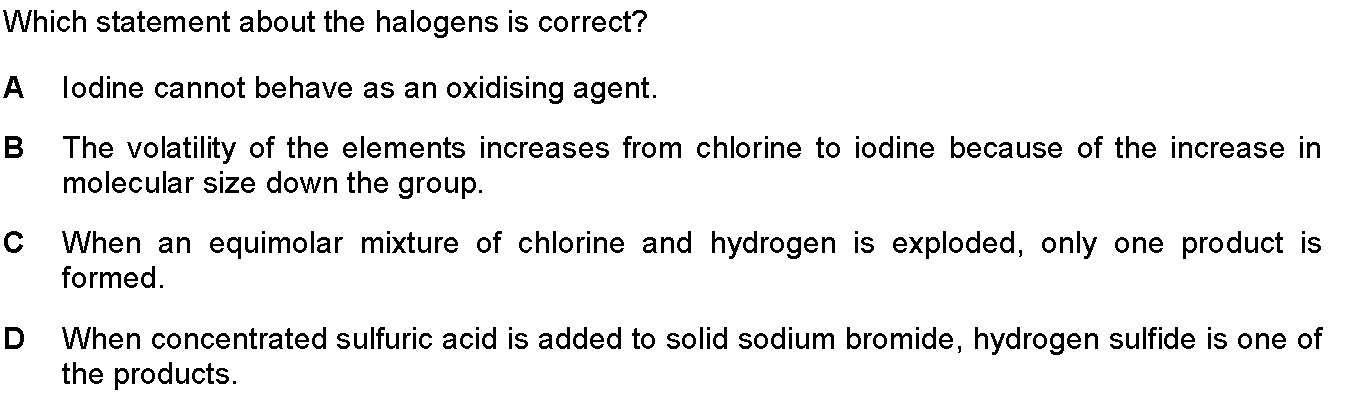 Which statement about the halogens is correct?
A Iodine cannot behave as an oxidising agent.
B The volatility of the elements increases from chlorine to iodine because of the increase in
molecular size down the group.
C When an equimolar mixture of chlorine and hydrogen is exploded, only one product is
formed.
D When concentrated sulfuric acid is added to solid sodium bromide, hydrogen sulfide is one of
the products.